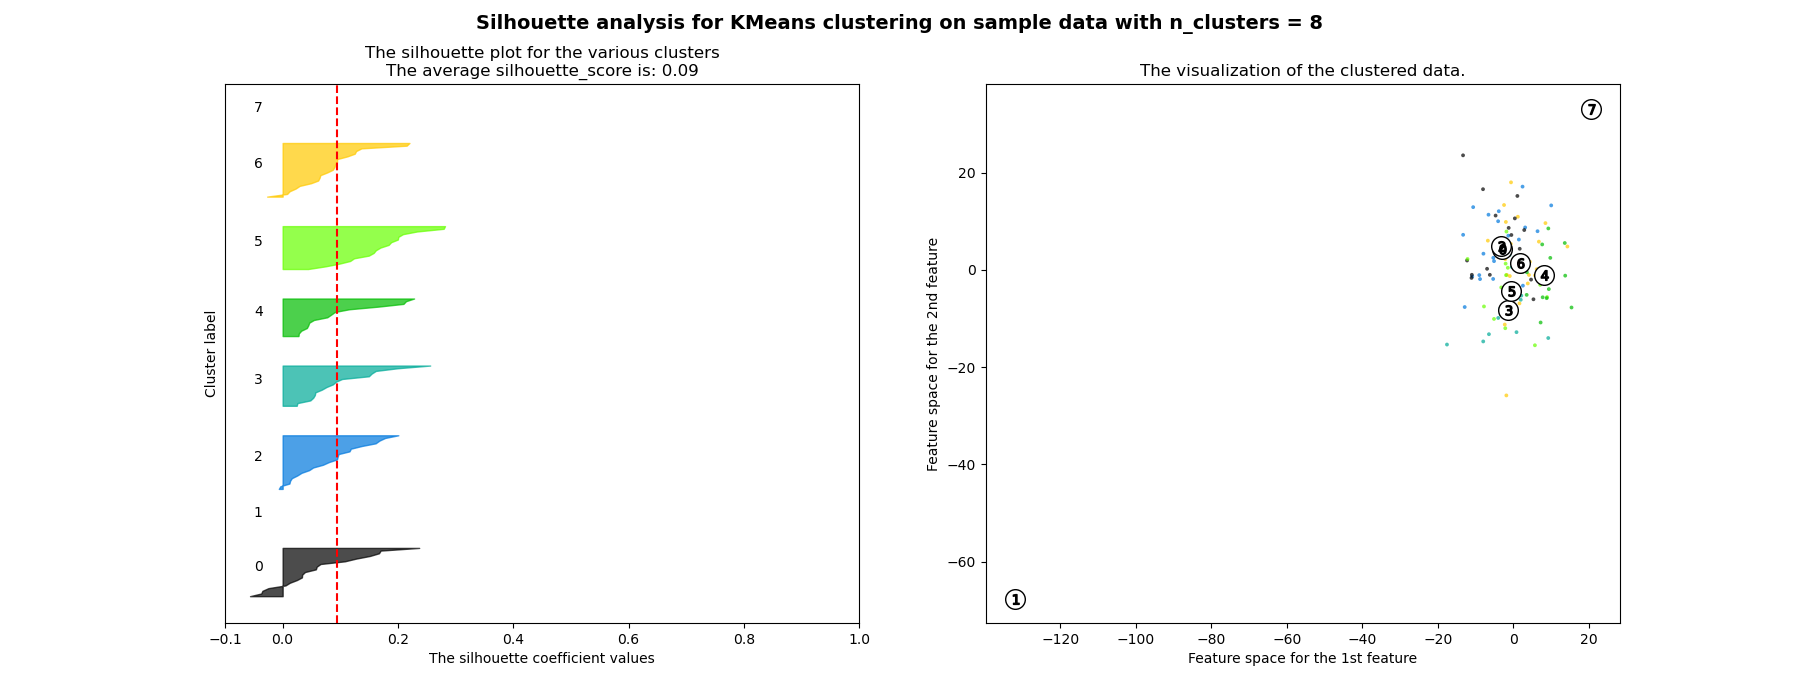 Silhouette analysis for KMeans clustering on sample data with n_clusters = 8
The silhouette plot for the various clusters
The average silhouette_score is: 0.09
7
6
5
4
3
2
1
0
Cluster label
−0.1 0.0 0.2 0.4 0.6 0.8 1.0
The silhouette coefficient values
The visualization of the clustered data.
20
0
−20
−40
−60
Feature space for the 2nd feature
7
2
6
4
5
3
1
−120 −100 −80 −60 −40 −20 0 20
Feature space for the 1st feature